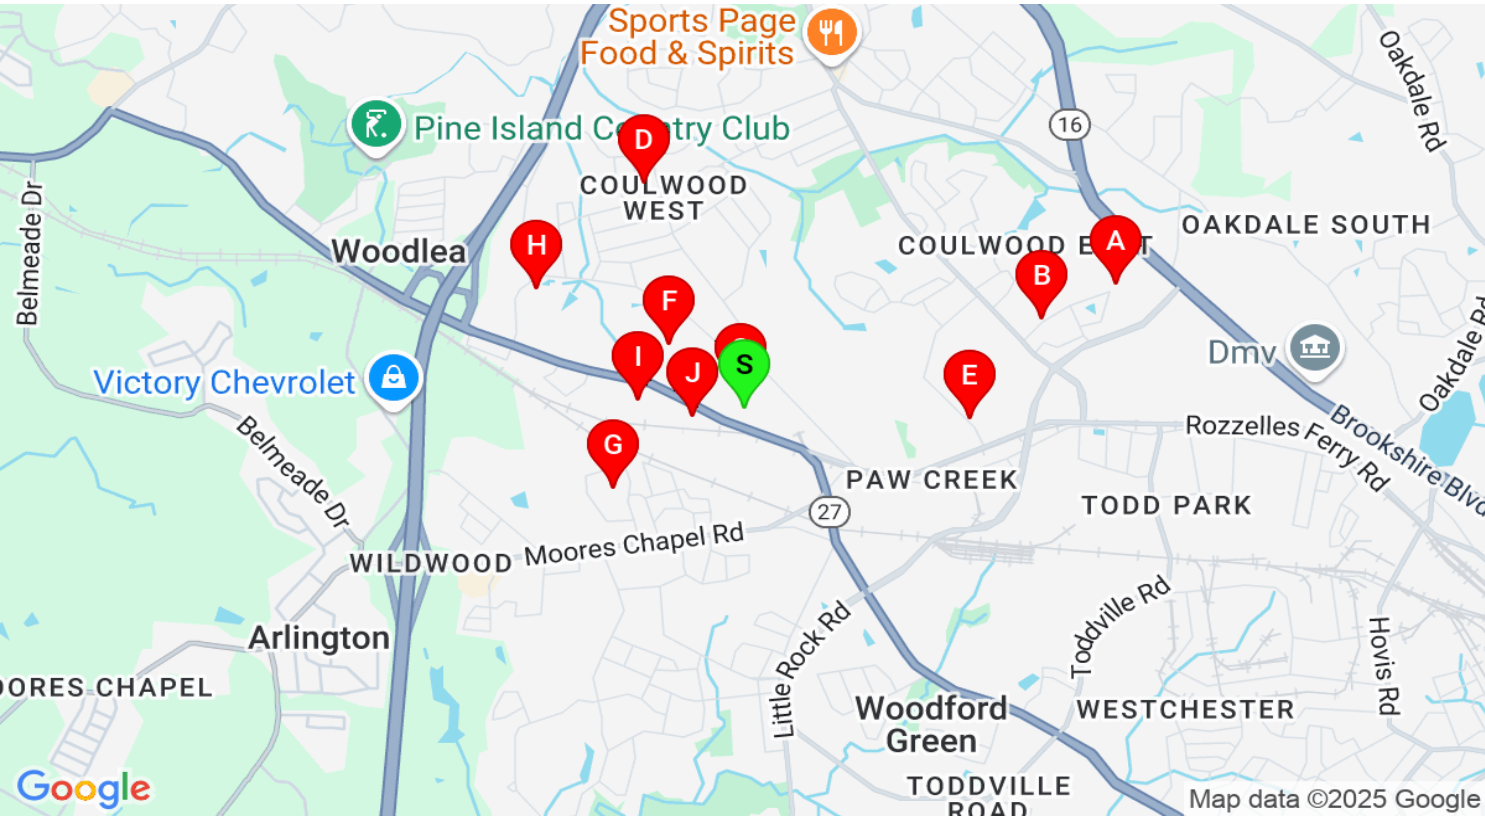 Sports Page
Food & Spirits
Oakdale Rd
16
Pine Island Country Club
D
COULWOOD
WEST
Belmeade Dr
OAKDALE SOUTH
Woodlea
H
COULWOOD
A
B
F
Oakdale Rd
I
J
S
E
Dmv
Victory Chevrolet
Belmeade Dr
G
Rozzelles Ferry Rd
Brookshire Blvd
PAW CREEK
TODD PARK
27
Moores Chapel Rd
WILDWOOD
Arlington
Little Rock Rd
Toddville Rd
Hovis Rd
OORES CHAPEL
Woodford
Green
WESTCHESTER
TODDVILLE
ROAD
Google
Map data ©2025 Google